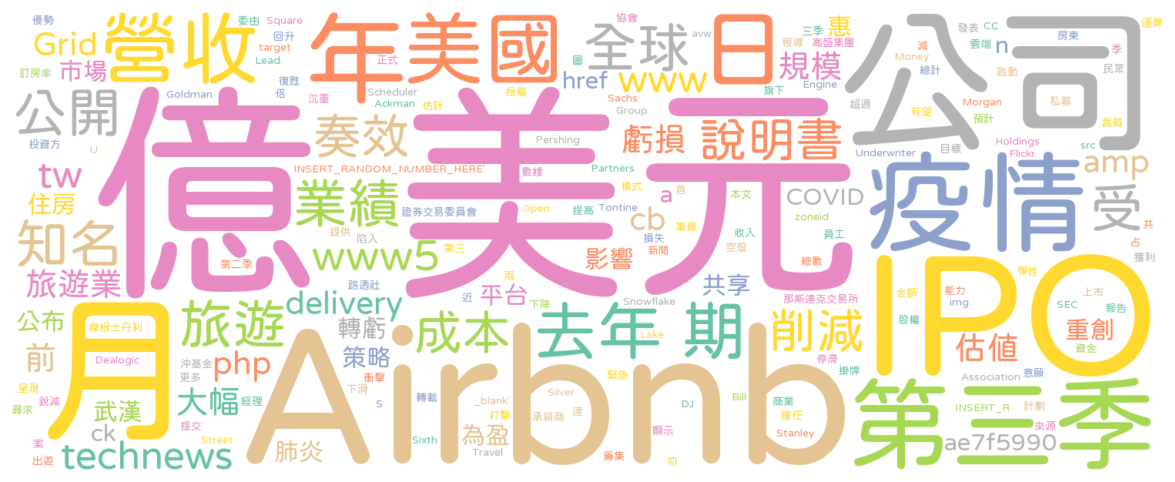 優勢
委由
Square
協會
avw
三季
惠
高盛集團
發表
CC
運算
Grid
營收
年
美國
全球
日
規模
報導
減
雲端
n
房東
季
回升
target
Lead
訂房率
市場
正式
圖
href
www
Money
總計
啟動
民眾
公司
復甦
倍
Scheduler
旗下
Engine
超過
私募
公開
Goldman
沉重
Ackman
估計
授權
Sachs
Group
有望
Morgan
預計
裁員
投資方
U
奏效
Pershing
虧損
說明書
Underwriter
目標
Holdings
Flickr
src
億美元
疫情
amp
tw
INSERT_RANDOM_NUMBER_HERE'
數據
Partners
住房
業績
證券交易委員會
Open
模式
提高
a
首
本文
COVID
zoneid
受
知名
www5
提供
陷入
Tontine
cb
集資
收入
員工
共
占
獲利
第二季
第三
損失
影響
新聞
空殼
總數
旅遊業
路透社
兩
近
平台
共享
那斯達克交易所
IPO
彈性
delivery
下降
Snowflake
金額
能力
img
上市
SEC
報告
公布
摩根士丹利
旅遊
轉虧
成本
去年
期
Lake
削減
股權
估值
重創
資金
月
前
Dealogic
沖基金
更多
php
策略
衝擊
下滑
Airbnb
緊急
停滯
掛牌
Association
意願
呈現
銳減
尋求
武漢
大幅
經理
S
轉載
_blank'
打擊
Silver
承銷商
連
DJ
Bill
商業
擔任
第三季
INSERT_R
計劃
來源
ck
提交
案
出遊
Street
technews
肺炎
Sixth
為盈
Travel
顯示
籌集
初
Stanley
ae7f5990